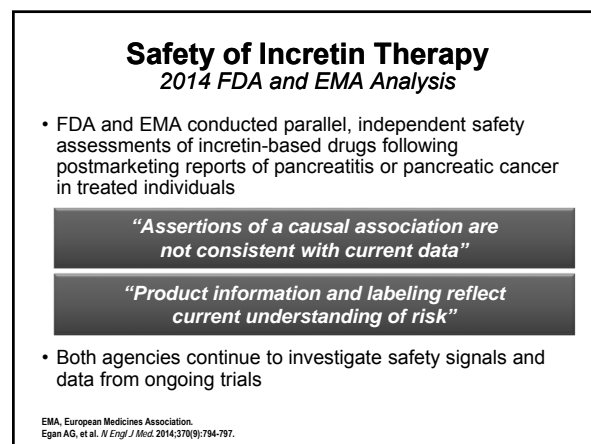 Safety of Incretin Therapy
2014 FDA and EMA Analysis
• FDA and EMA conducted parallel, independent safety
assessments of incretin-based drugs following
postmarketing reports of pancreatitis or pancreatic cancer
in treated individuals
“Assertions of a causal association are
not consistent with current data”
“Product information and labeling reflect
current understanding of risk”
• Both agencies continue to investigate safety signals and
data from ongoing trials
EMA, European Medicines Association.
Egan AG, et al. N Engl J Med. 2014;370(9):794-797.